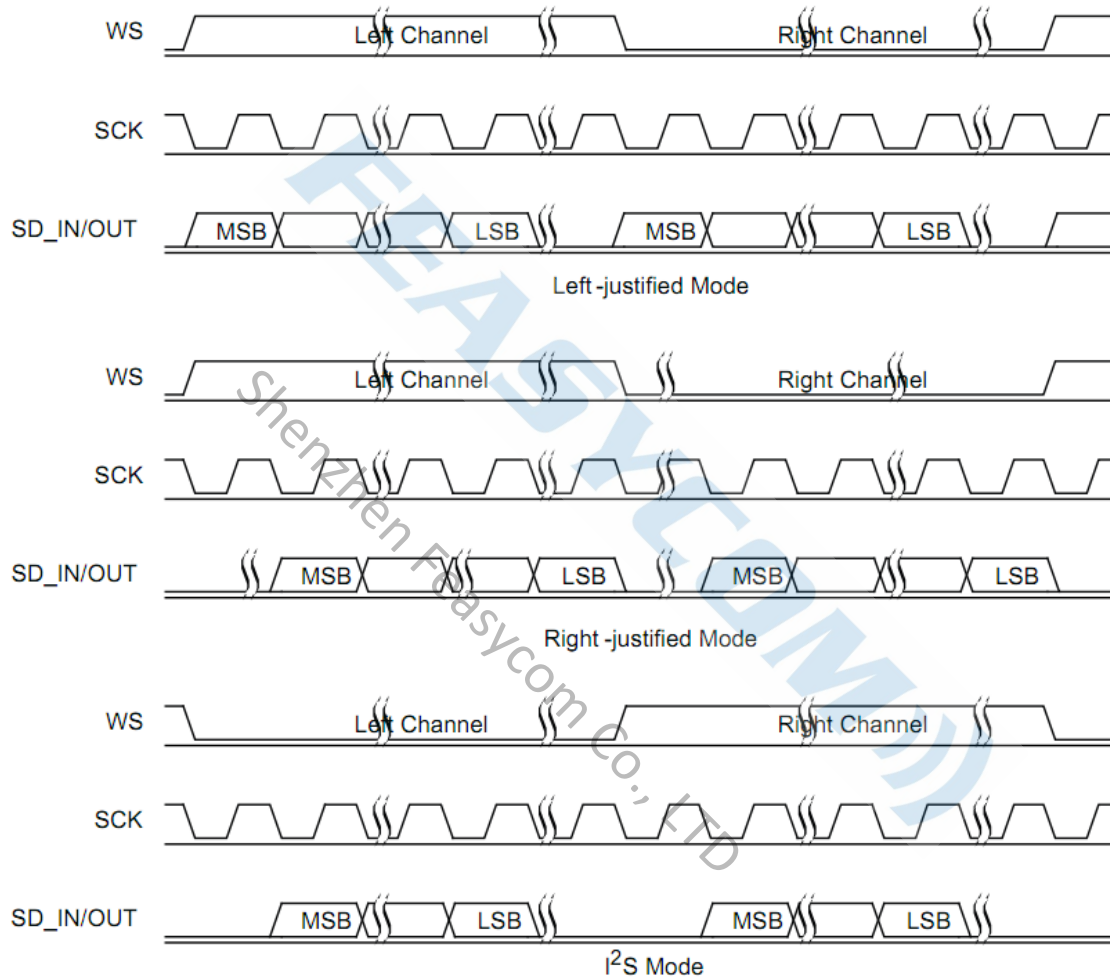 WS Left Channel Right Channel
SCK
SD_IN/OUT MSB LSB MSB LSB
Left-justified Mode
WS Left Channel Right Channel
SCK
SD_IN/OUT MSB LSB MSB LSB
Right-justified Mode
WS Left Channel Right Channel
SCK
SD_IN/OUT MSB LSB MSB LSB
I²S Mode
FEASYCOM
Shenzhen Feasycom Co., LTD